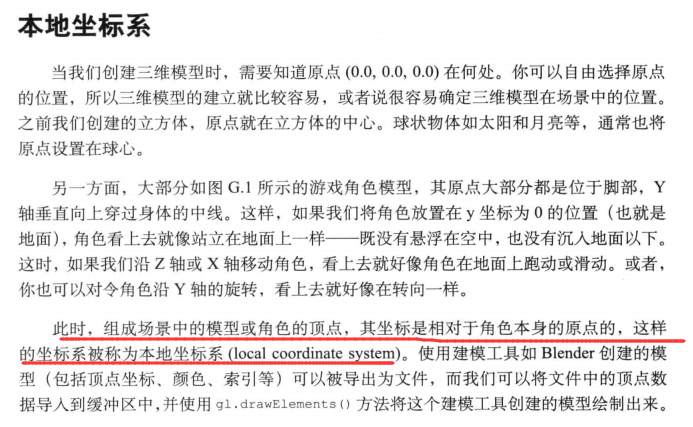 本地坐标系
当我们创建三维模型时，需要知道原点 (0.0, 0.0, 0.0) 在何处。你可以自由选择原点
的位置，所以三维模型的建立就比较容易，或者说很容易确定三维模型在场景中的位置。
之前我们创建的立方体，原点就在立方体的中心。球状物体如太阳和月亮等，通常也将
原点设置在球心。
另一方面，大部分如图 G.1 所示的游戏角色模型，其原点大部分都是位于脚部，Y
轴垂直向上穿过身体的中线。这样，如果我们将角色放置在 y 坐标为 0 的位置（也就是
地面），角色看上去就像站立在地面上一样——既没有悬浮在空中，也没有沉入地面以下。
这时，如果我们沿 Z 轴或 X 轴移动角色，看上去就好像角色在地面上跑动或滑动。或者，
你也可以对令角色沿 Y 轴的旋转，看上去就好像在转向一样。
此时，组成场景中的模型或角色的顶点，其坐标是相对于角色本身的原点的，这样
的坐标系被称为本地坐标系 (local coordinate system)。使用建模工具如 Blender 创建的模
型（包括顶点坐标、颜色、索引等）可以被导出为文件，而我们可以将文件中的顶点数
据导入到缓冲区中，并使用 gl.drawElements() 方法将这个建模工具创建的模型绘制出来。